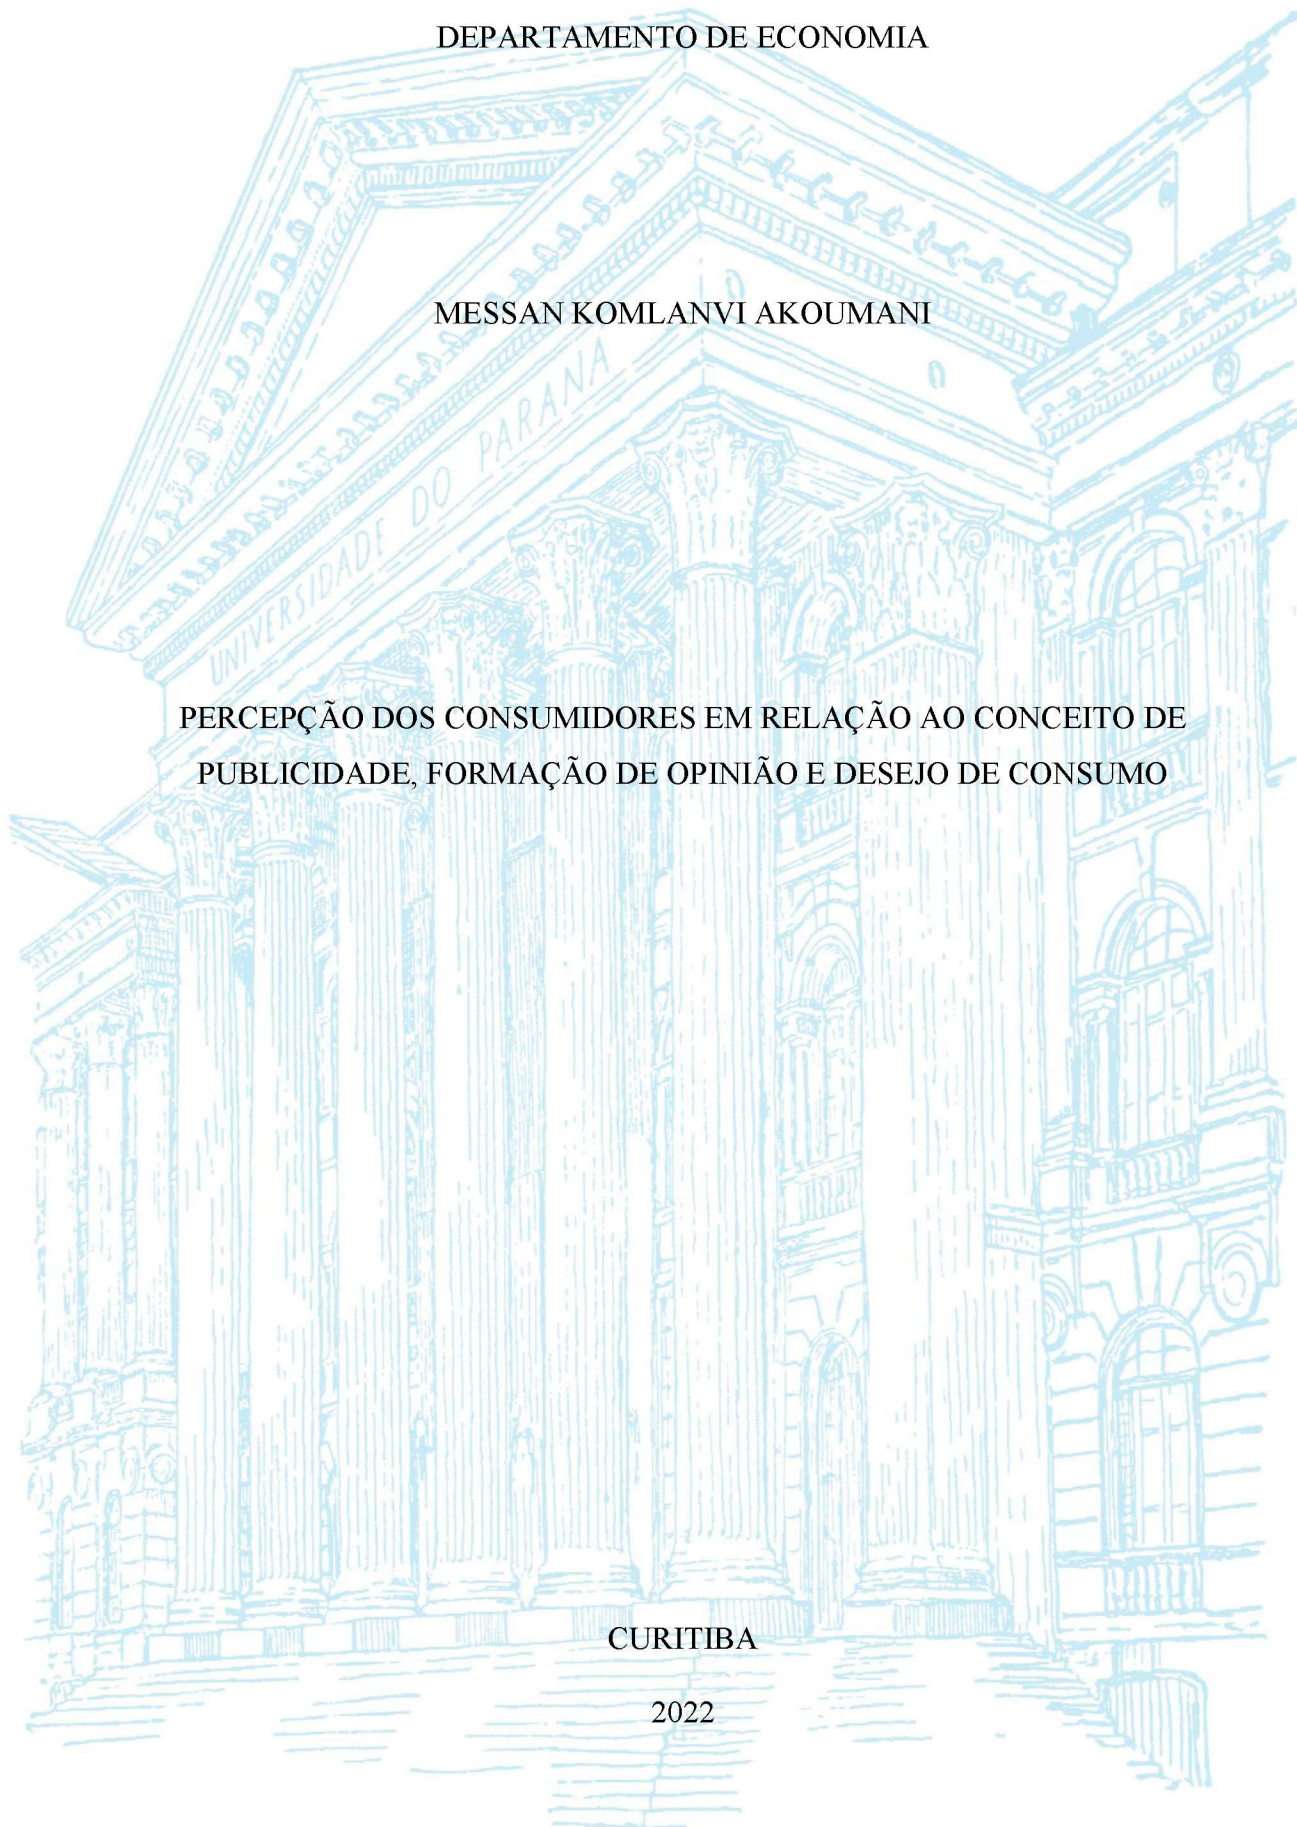 DEPARTAMENTO DE ECONOMIA
MESSAN KOMLANVI AKOUMANI
UNIVERSIDADE DO PARANA
PERCEPÇÃO DOS CONSUMIDORES EM RELAÇÃO AO CONCEITO DE
PUBLICIDADE, FORMAÇÃO DE OPINIÃO E DESEJO DE CONSUMO
CURITIBA
2022